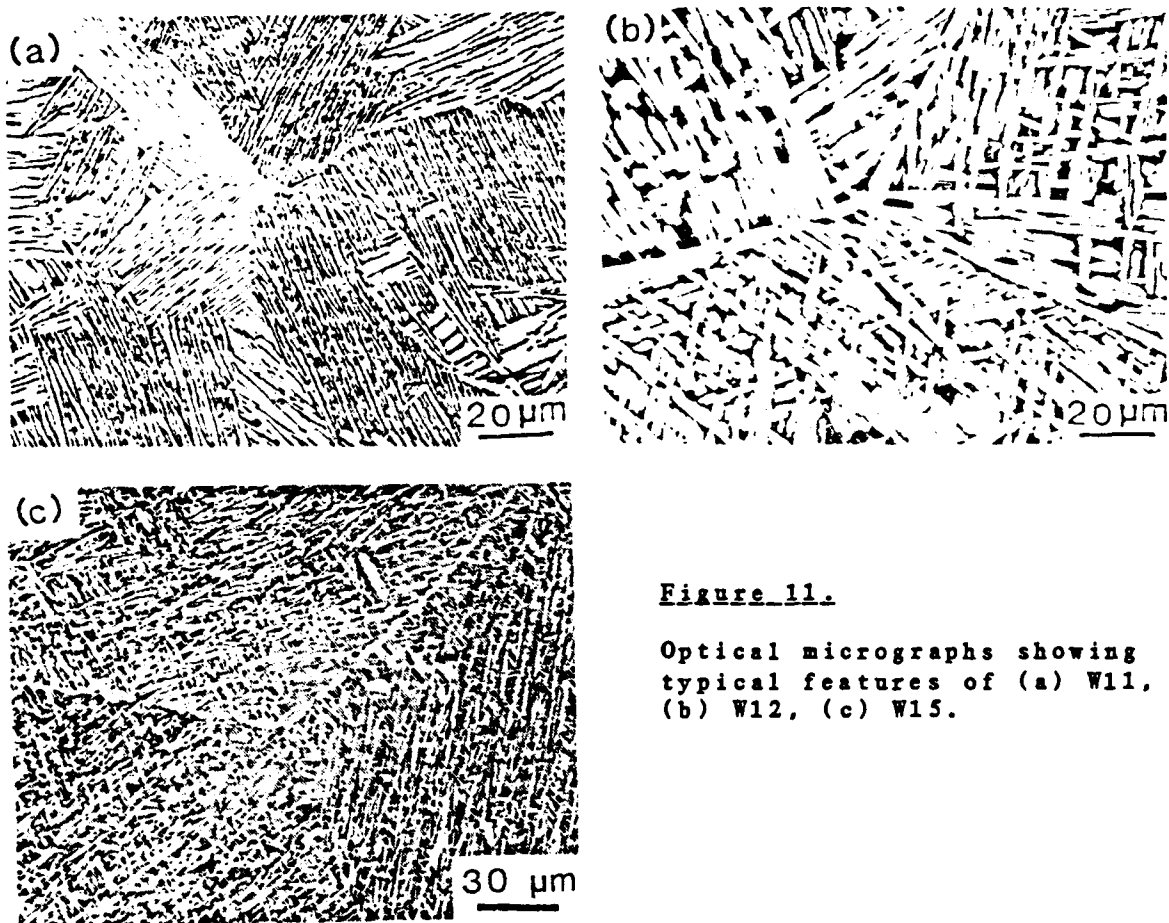 (a)
20 µm
(b)
20 µm
(c)
30 µm
Figure 11.
Optical micrographs showing
typical features of (a) W11,
(b) W12, (c) W15.